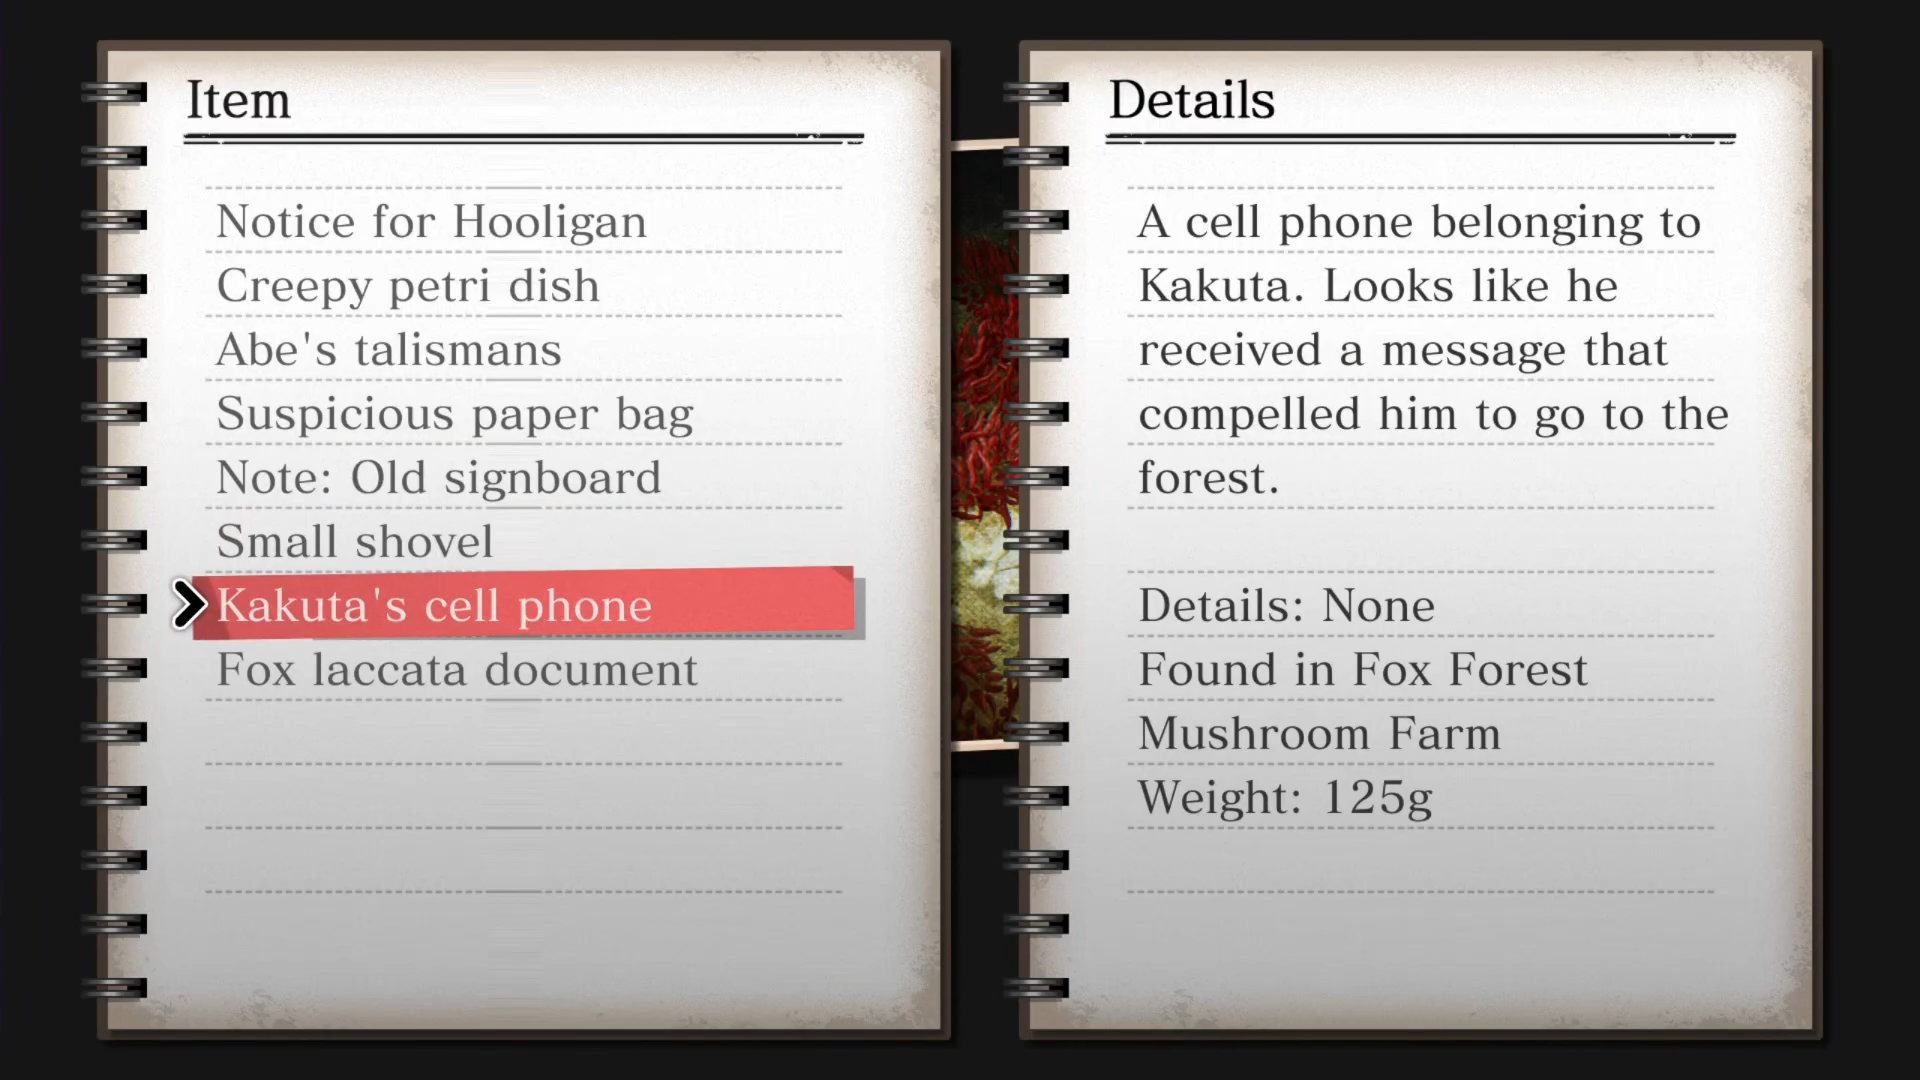 Item
Notice for Hooligan
Creepy petri dish
Abe's talismans
Suspicious paper bag
Note: Old signboard
Small shovel
Kakuta's cell phone
Fox laccata document
Details
A cell phone belonging to
Kakuta. Looks like he
received a message that
compelled him to go to the
forest.
Details: None
Found in Fox Forest
Mushroom Farm
Weight: 125g